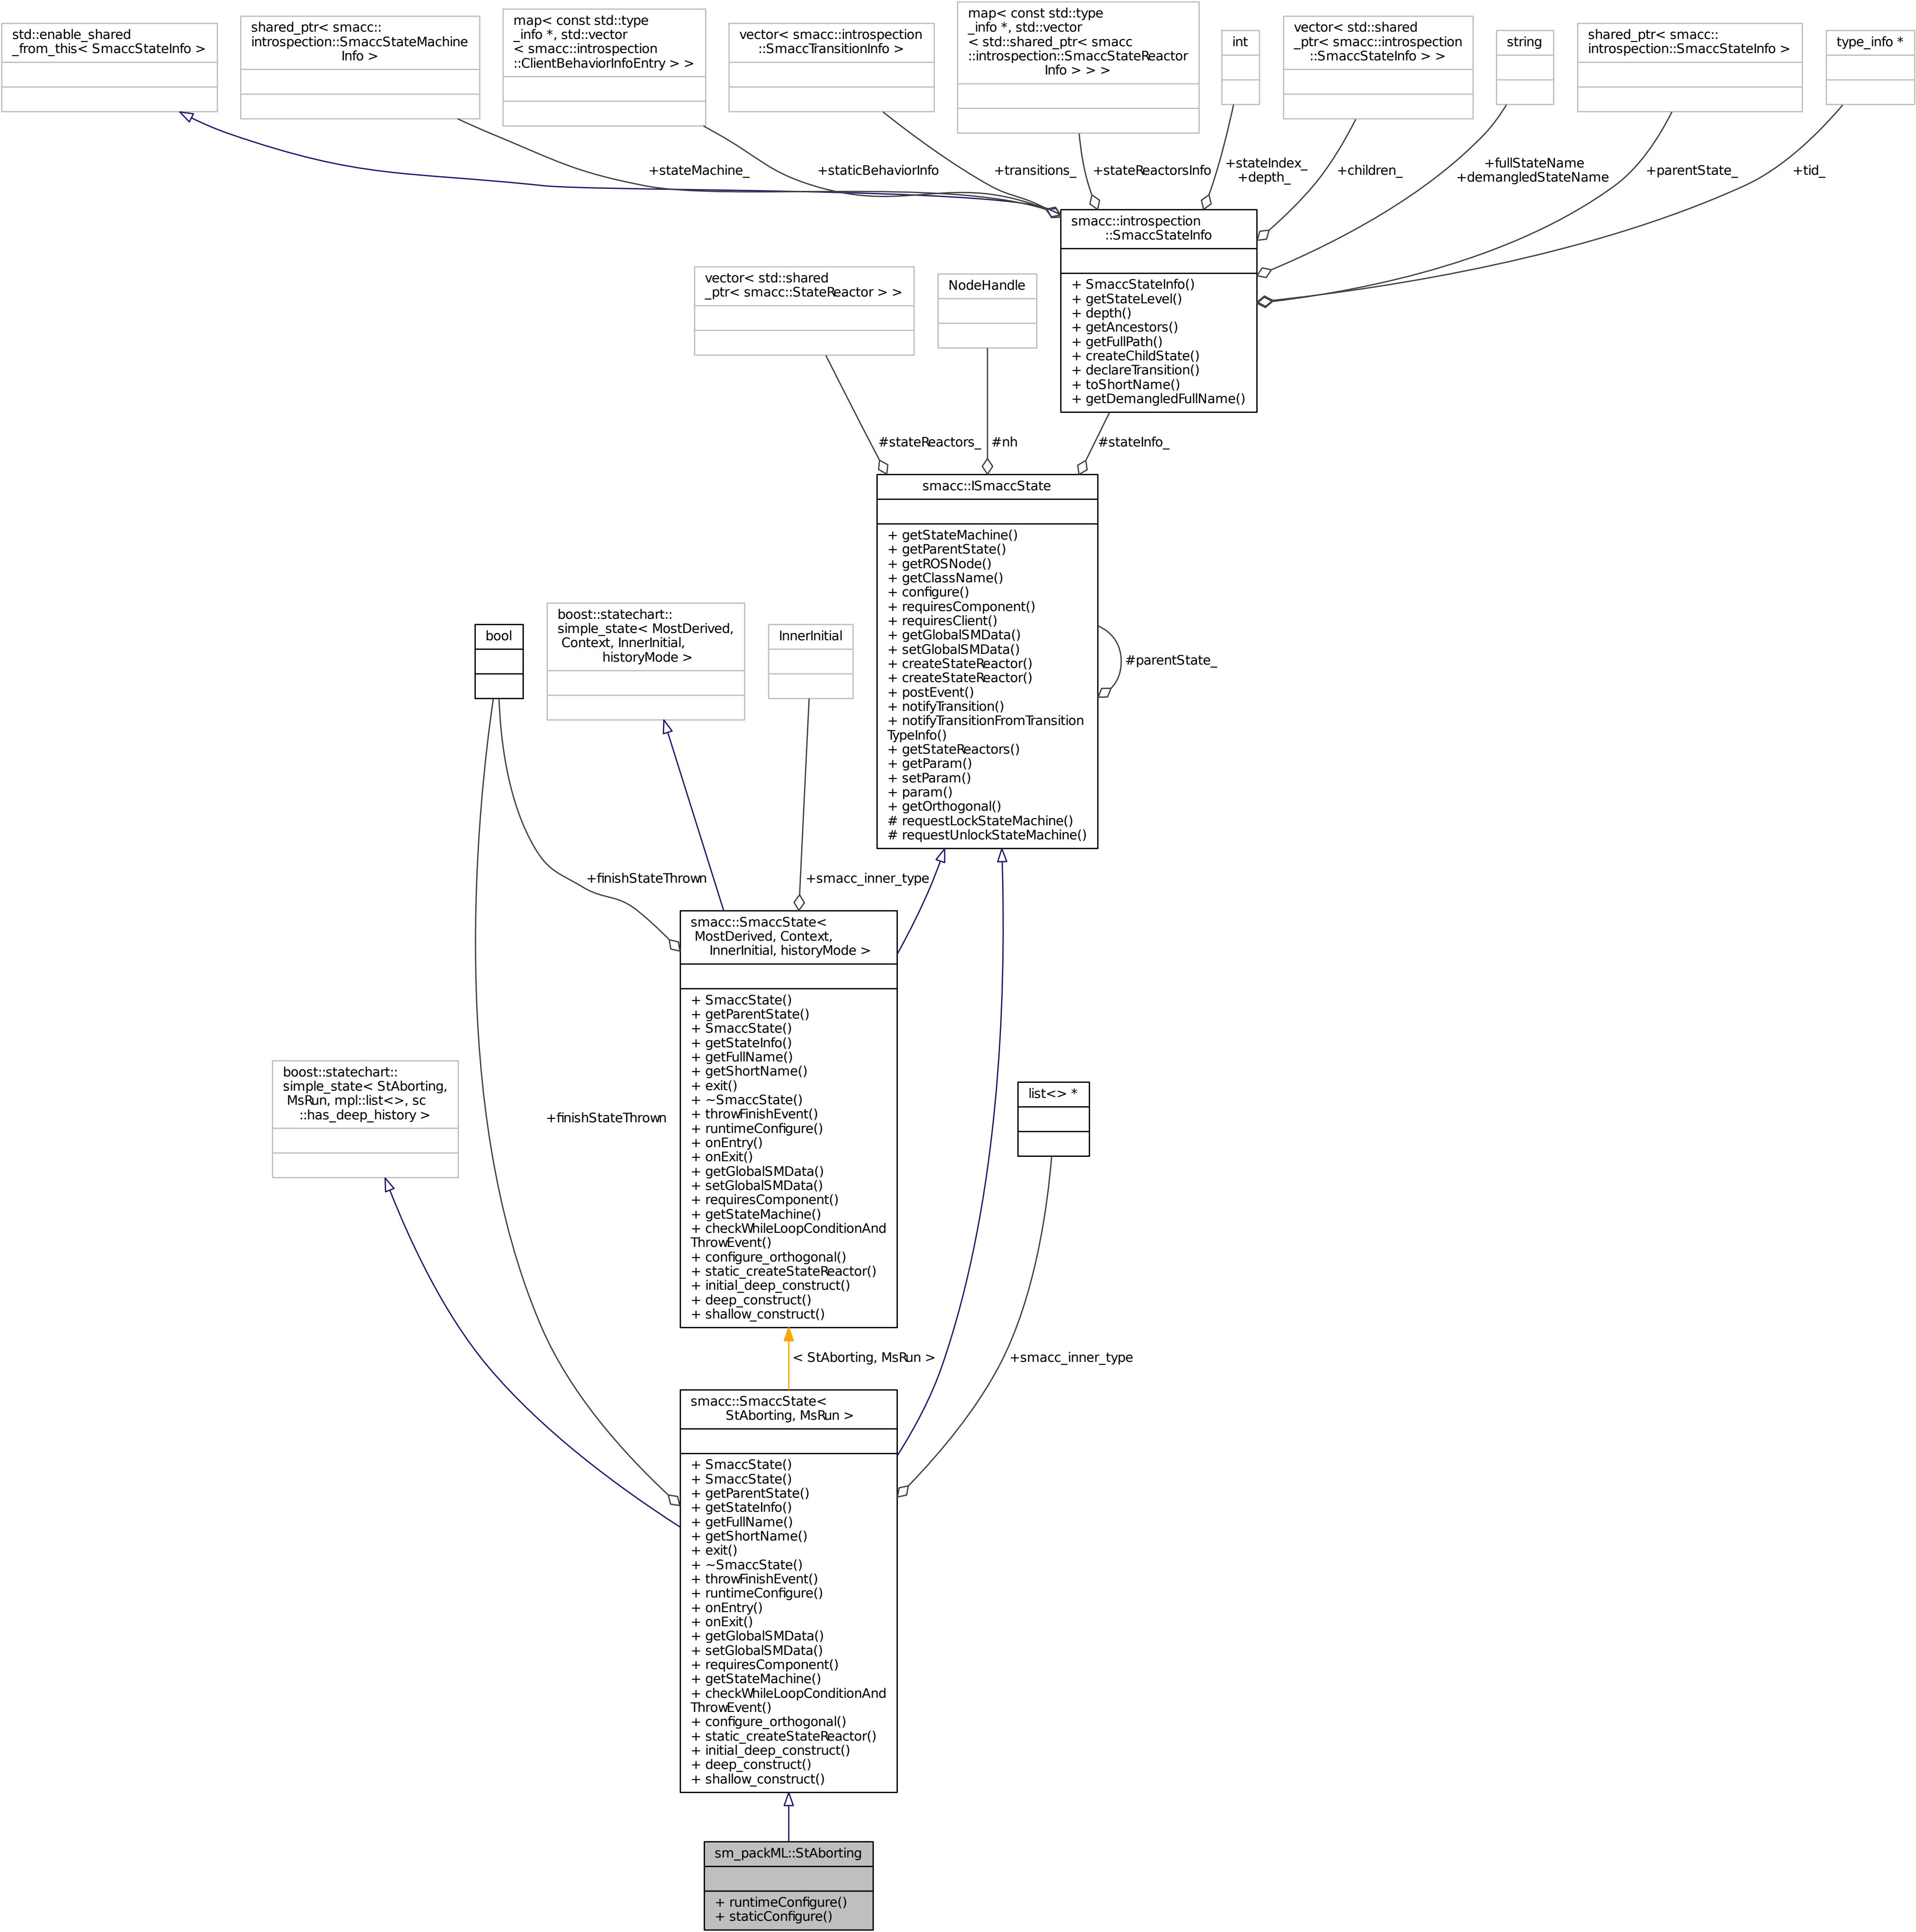 std::enable_shared
_from_this< SmaccStateInfo >
shared_ptr< smacc::
introspection::SmaccStateMachine
Info >
map< const std::type
_info *, std::vector
< smacc::introspection
::ClientBehaviorInfoEntry > >
vector< smacc::introspection
::SmaccTransitionInfo >
map< const std::type
_info *, std::vector
< std::shared_ptr< smacc
::introspection::SmaccStateReactor
Info > > >
int
vector< std::shared
_ptr< smacc::introspection
::SmaccStateInfo > >
string
shared_ptr< smacc::
introspection::SmaccStateInfo >
type_info *
+stateMachine_
+staticBehaviorInfo
+transitions_
+stateReactorsInfo
+stateIndex_
+depth_
+children_
+fullStateName
+demangledStateName
+parentState_
+tid_
smacc::introspection
::SmaccStateInfo
+ SmaccStateInfo()
+ getStateLevel()
+ depth()
+ getAncestors()
+ getFullPath()
+ createChildState()
+ declareTransition()
+ toShortName()
+ getDemangledFullName()
vector< std::shared
_ptr< smacc::StateReactor > >
NodeHandle
#stateReactors_
#nh
#stateInfo_
smacc::ISmaccState
+ getStateMachine()
+ getParentState()
+ getROSNode()
+ getClassName()
+ configure()
+ requiresComponent()
+ requiresClient()
+ getGlobalSMData()
+ setGlobalSMData()
+ createStateReactor()
+ createStateReactor()
+ postEvent()
+ notifyTransition()
+ notifyTransitionFromTransition
TypeInfo()
+ getStateReactors()
+ getParam()
+ setParam()
+ param()
+ getOrthogonal()
# requestLockStateMachine()
# requestUnlockStateMachine()
#parentState_
bool
boost::statechart::
simple_state< MostDerived,
Context, InnerInitial,
historyMode >
InnerInitial
+finishStateThrown
+smacc_inner_type
smacc::SmaccState<
MostDerived, Context,
InnerInitial, historyMode >
+ SmaccState()
+ getParentState()
+ SmaccState()
+ getStateInfo()
+ getFullName()
+ getShortName()
+ exit()
+ ~SmaccState()
+ throwFinishEvent()
+ runtimeConfigure()
+ onEntry()
+ onExit()
+ getGlobalSMData()
+ setGlobalSMData()
+ requiresComponent()
+ getStateMachine()
+ checkWhileLoopConditionAnd
ThrowEvent()
+ configure_orthogonal()
+ static_createStateReactor()
+ initial_deep_construct()
+ deep_construct()
+ shallow_construct()
boost::statechart::
simple_state< StAborting,
MsRun, mpl::list<>, sc
::has_deep_history >
+finishStateThrown
list<> *
< StAborting, MsRun >
+smacc_inner_type
smacc::SmaccState<
StAborting, MsRun >
+ SmaccState()
+ SmaccState()
+ getParentState()
+ getStateInfo()
+ getFullName()
+ getShortName()
+ exit()
+ ~SmaccState()
+ throwFinishEvent()
+ runtimeConfigure()
+ onEntry()
+ onExit()
+ getGlobalSMData()
+ setGlobalSMData()
+ requiresComponent()
+ getStateMachine()
+ checkWhileLoopConditionAnd
ThrowEvent()
+ configure_orthogonal()
+ static_createStateReactor()
+ initial_deep_construct()
+ deep_construct()
+ shallow_construct()
sm_packML::StAborting
+ runtimeConfigure()
+ staticConfigure()